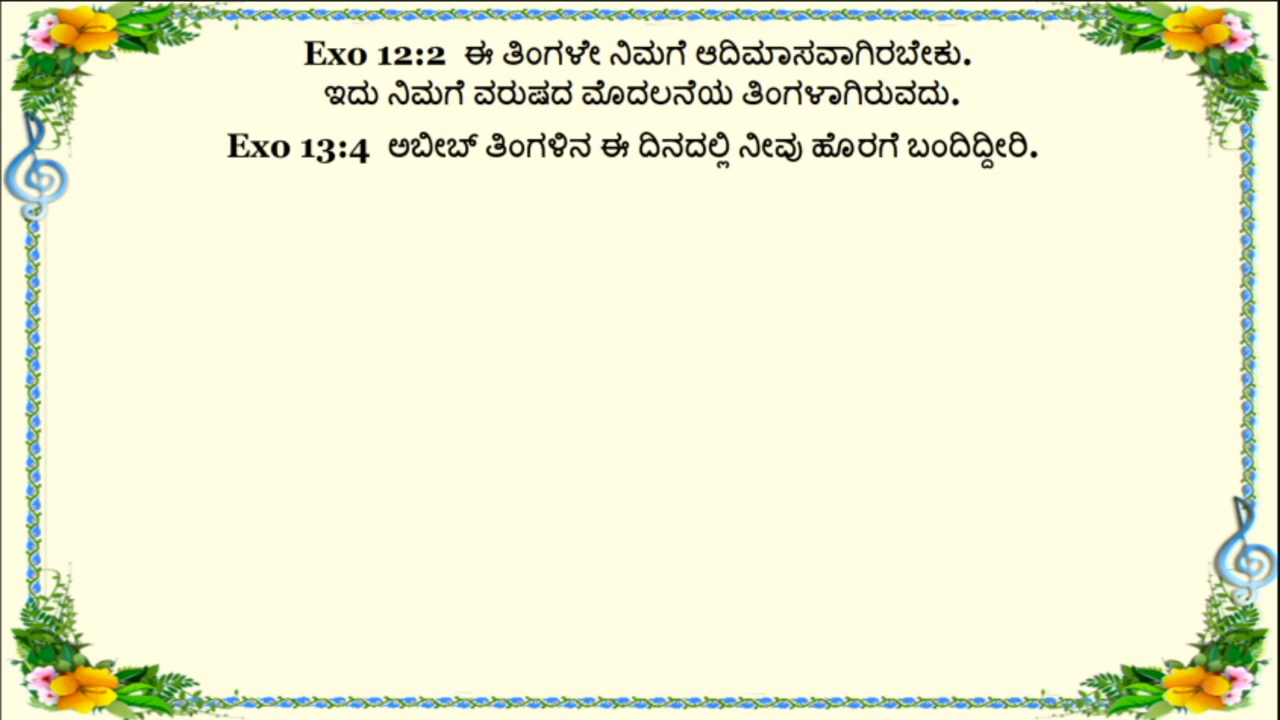 Exo 12:2 ಈ ತಿಂಗಳೇ ನಿಮಗೆ ಆದಿಮಾಸವಾಗಿರಬೇಕು.
ಇದು ನಿಮಗೆ ವರುಷದ ಮೊದಲನೆಯ ತಿಂಗಳಾಗಿರುವದು.
Exo 13:4 ಅಬೀಬ್ ತಿಂಗಳಿನ ಈ ದಿನದಲ್ಲಿ ನೀವು ಹೊರಗೆ ಬಂದಿದ್ದೀರಿ.